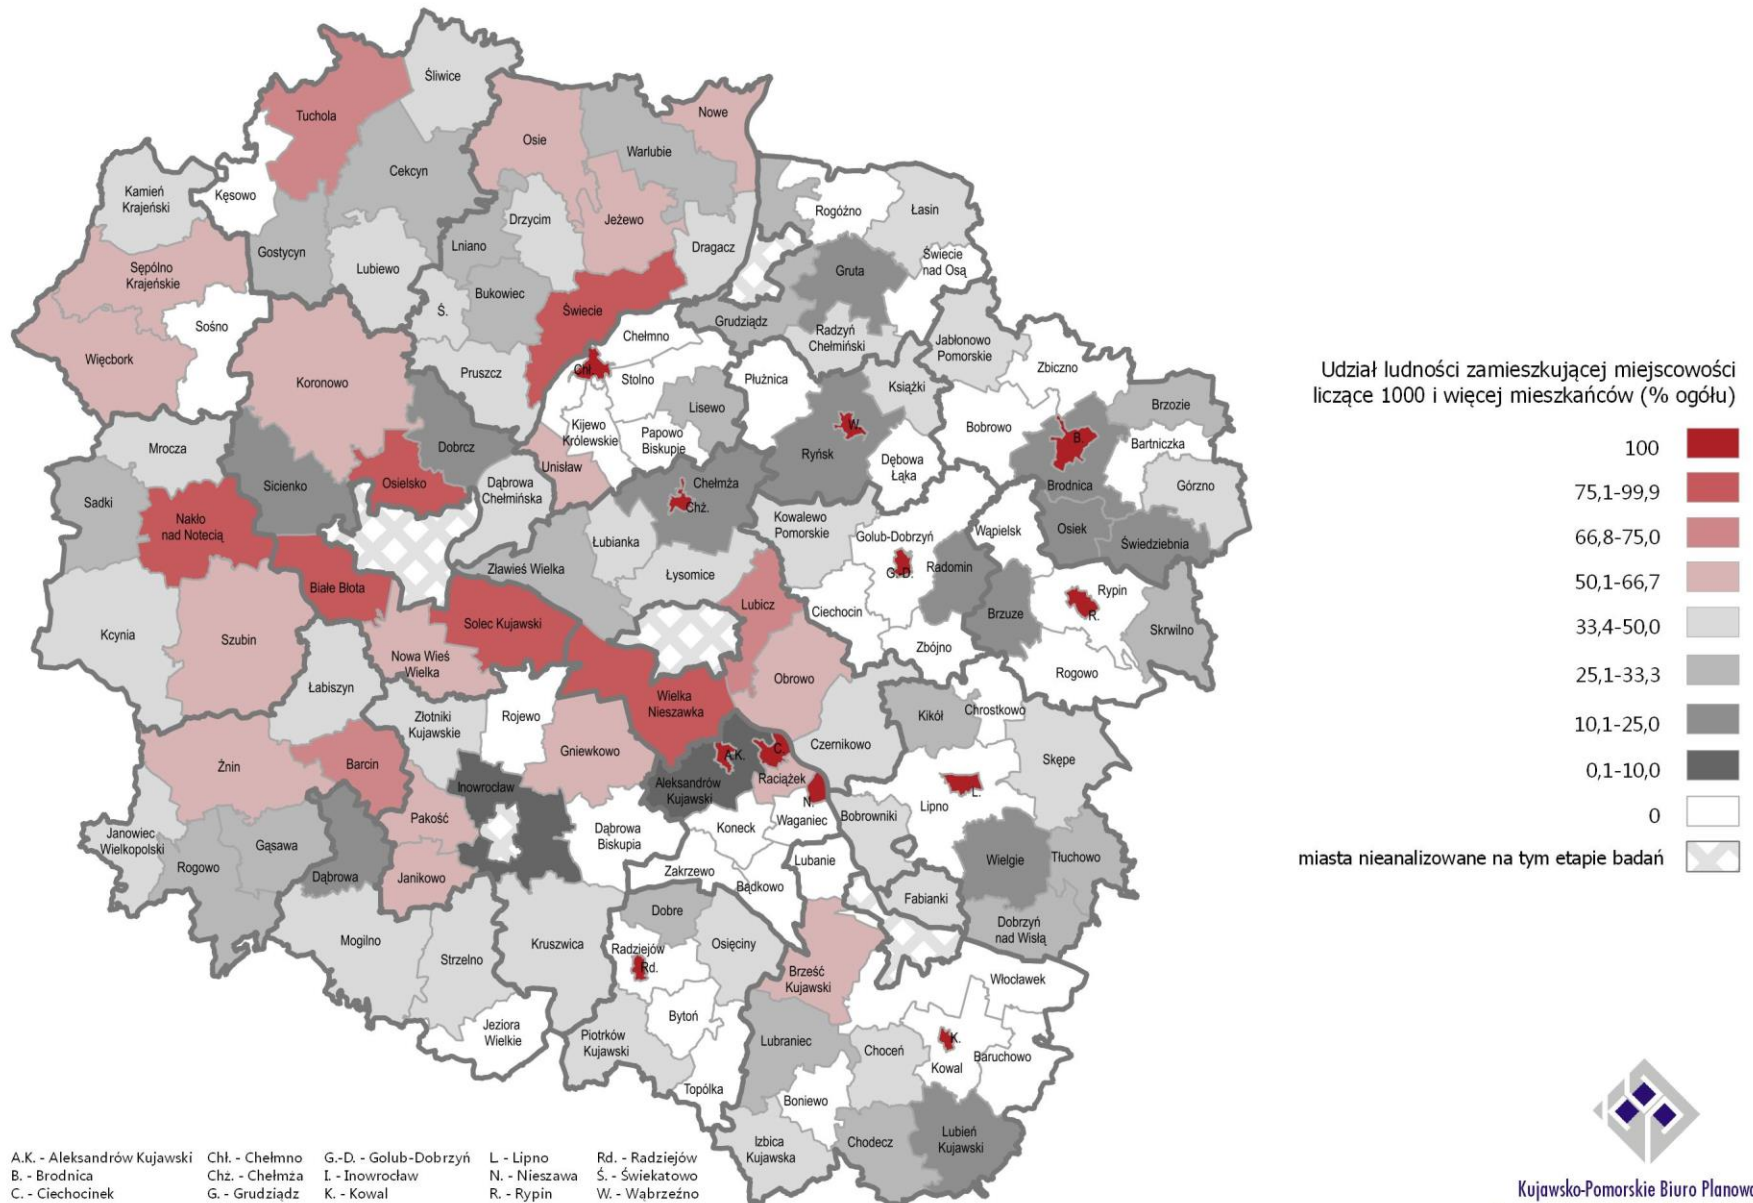 Śliwice
Tuchola
Nowe
Osie
Warlubie
Cekcyn
Kamień
Krajeński
Kęsowo
Rogóźno
Łasin
Drzycim
Jeżewo
Dragacz
Lniano
Gostycyn
Lubiewo
Świecie
nad Osą
Sępólno
Krajeńskie
Gruta
Bukowiec
Ś.
Świecie
Sośno
Grudziądz
Radzyń
Chełmiński
Chełmno
Jabłonowo
Pomorskie
Więcbork
Zbiczno
Koronowo
Pruszcz
Chł.
Stolno
Płużnica
Książki
Lisewo
Brzozie
Kijewo
Królewskie
Papowo
Biskupie
W.
Bobrowo
B.
Bartniczka
Mrocza
Dobrcz
Ryńsk
Dębowa
Łąka
Unisław
Osielsko
Dąbrowa
Chełmińska
Chełmża
Chż.
Brodnica
Górzno
Sadki
Sicienko
Nakło
nad Notecią
Kowalewo
Pomorskie
Golub-Dobrzyń
Wąpielsk
Osiek
Świedziebnia
Łubianka
Zławieś Wielka
Łysomice
G.-D.
Radomin
Białe Błota
Lubicz
Ciechocin
Brzuze
Rypin
R.
Kcynia
Szubin
Solec Kujawski
Skrwilno
Nowa Wieś
Wielka
Zbójno
Rogowo
Łabiszyn
Obrowo
Wielka
Nieszawka
Kikół
Chrostkowo
Złotniki
Kujawskie
Rojewo
Gniewkowo
A.K.
C.
Czernikowo
Skępe
Żnin
Barcin
Raciążek
Inowrocław
Aleksandrów
Kujawski
N.
L.
Lipno
Pakość
Waganiec
Bobrowniki
Janowiec
Wielkopolski
Dąbrowa
Biskupia
Koneck
Gąsawa
Rogowo
Dąbrowa
Janikowo
Zakrzewo
Lubanie
Bądkowo
Wielgie
Tłuchowo
Fabianki
Dobre
Dobrzyń
nad Wisłą
Mogilno
Strzelno
Kruszwica
Radziejów
Rd.
Osięciny
Brześć
Kujawski
Włocławek
Jeziora
Wielkie
Bytoń
Piotrków
Kujawski
Lubraniec
Choceń
K.
Kowal
Baruchowo
Topólka
Boniewo
Izbica
Kujawska
Chodecz
Lubień
Kujawski
Udział ludności zamieszkującej miejscowości
liczące 1000 i więcej mieszkańców (% ogółu)
100
75,1-99,9
66,8-75,0
50,1-66,7
33,4-50,0
25,1-33,3
10,1-25,0
0,1-10,0
0
miasta nieanalizowane na tym etapie badań
A.K. - Aleksandrów Kujawski Chł. - Chełmno G.-D. - Golub-Dobrzyń L - Lipno Rd. - Radziejów
B. - Brodnica Chż. - Chełmża I. - Inowrocław N. - Nieszawa Ś. - Świekatowo
C. - Ciechocinek G. - Grudziądz K. - Kowal R. - Rypin W. - Wąbrzeźno
Kujawsko-Pomorskie Biuro Planowa